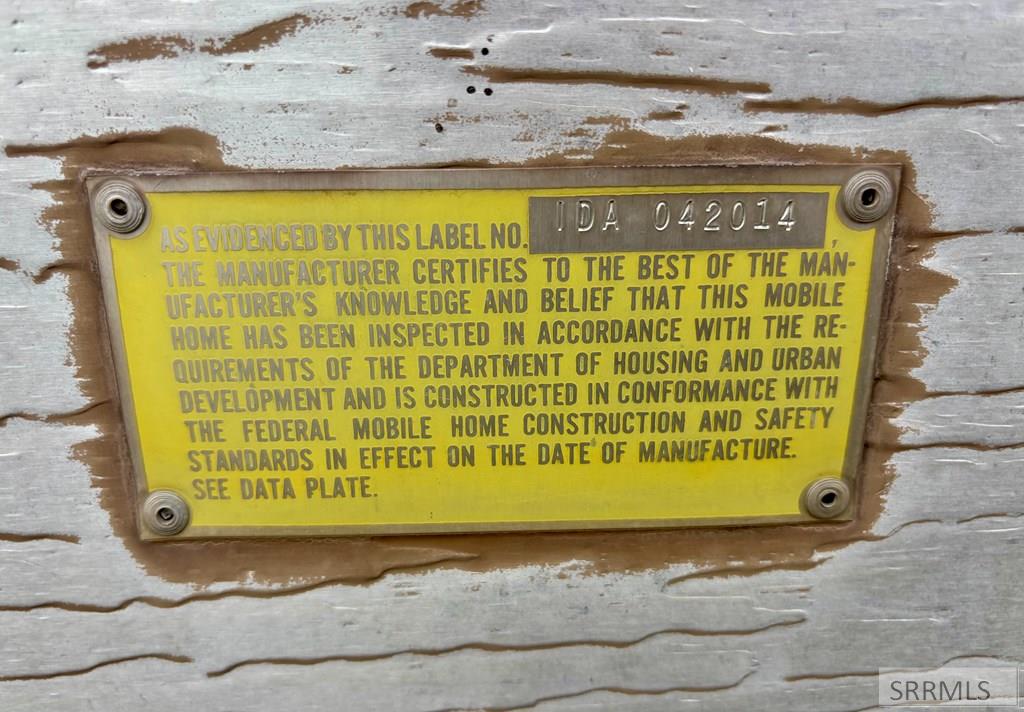 AS EVIDENCED BY THIS LABEL NO. IDA 042014,
THE MANUFACTURER CERTIFIES TO THE BEST OF THE MAN-
UFACTURER'S KNOWLEDGE AND BELIEF THAT THIS MOBILE
HOME HAS BEEN INSPECTED IN ACCORDANCE WITH THE RE-
QUIREMENTS OF THE DEPARTMENT OF HOUSING AND URBAN
DEVELOPMENT AND IS CONSTRUCTED IN CONFORMANCE WITH
THE FEDERAL MOBILE HOME CONSTRUCTION AND SAFETY
STANDARDS IN EFFECT ON THE DATE OF MANUFACTURE.
SEE DATA PLATE.
SRRMLS